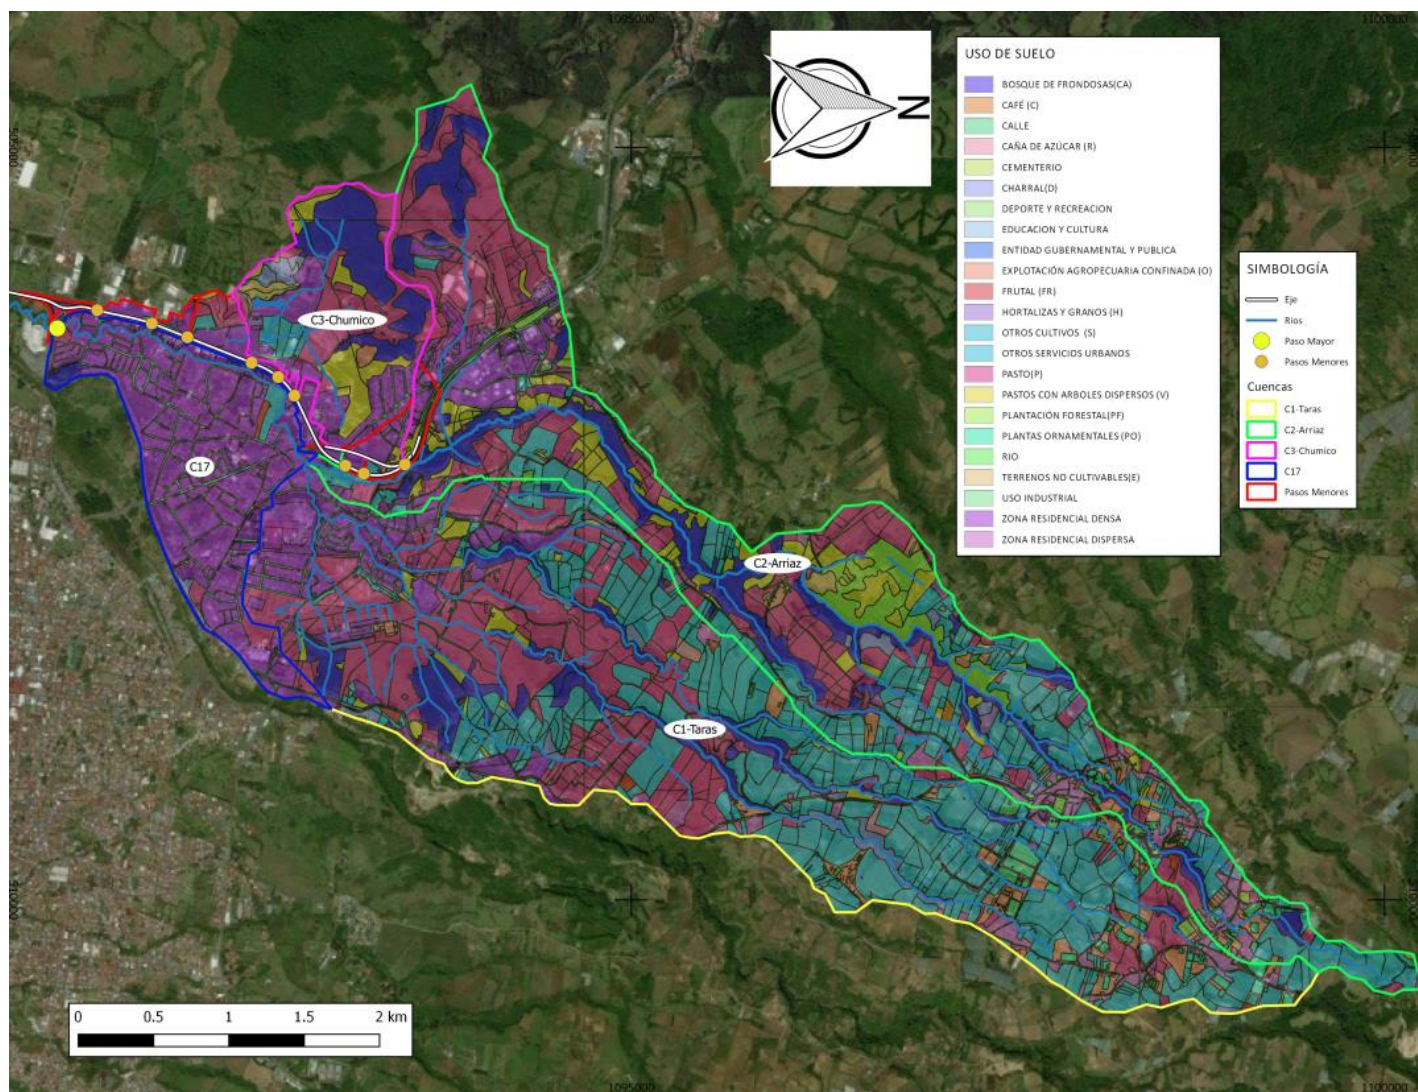 1095000
1100000
N
USO DE SUELO
BOSQUE DE FRONDOSAS(CA)
CAFÉ (C)
CALLE
CAÑA DE AZÚCAR (R)
CEMENTERIO
CHARRAL(D)
DEPORTE Y RECREACION
EDUCACION Y CULTURA
ENTIDAD GUBERNAMENTAL Y PUBLICA
EXPLOTACIÓN AGROPECUARIA CONFINADA (O)
FRUTAL (FR)
HORTALIZAS Y GRANOS (H)
OTROS CULTIVOS (S)
OTROS SERVICIOS URBANOS
PASTO(P)
PASTOS CON ARBOLES DISPERSOS (V)
PLANTACIÓN FORESTAL(PF)
PLANTAS ORNAMENTALES (PO)
RIO
TERRENOS NO CULTIVABLES(E)
USO INDUSTRIAL
ZONA RESIDENCIAL DENSA
ZONA RESIDENCIAL DISPERSA
SIMBOLOGÍA
Eje
Rios
Paso Mayor
Pasos Menores
Cuencas
C1-Taras
C2-Arriaz
C3-Chumico
C17
Pasos Menores
C3-Chumico
C17
C2-Arriaz
C1-Taras
0 0.5 1 1.5 2 km
1095000
1100000